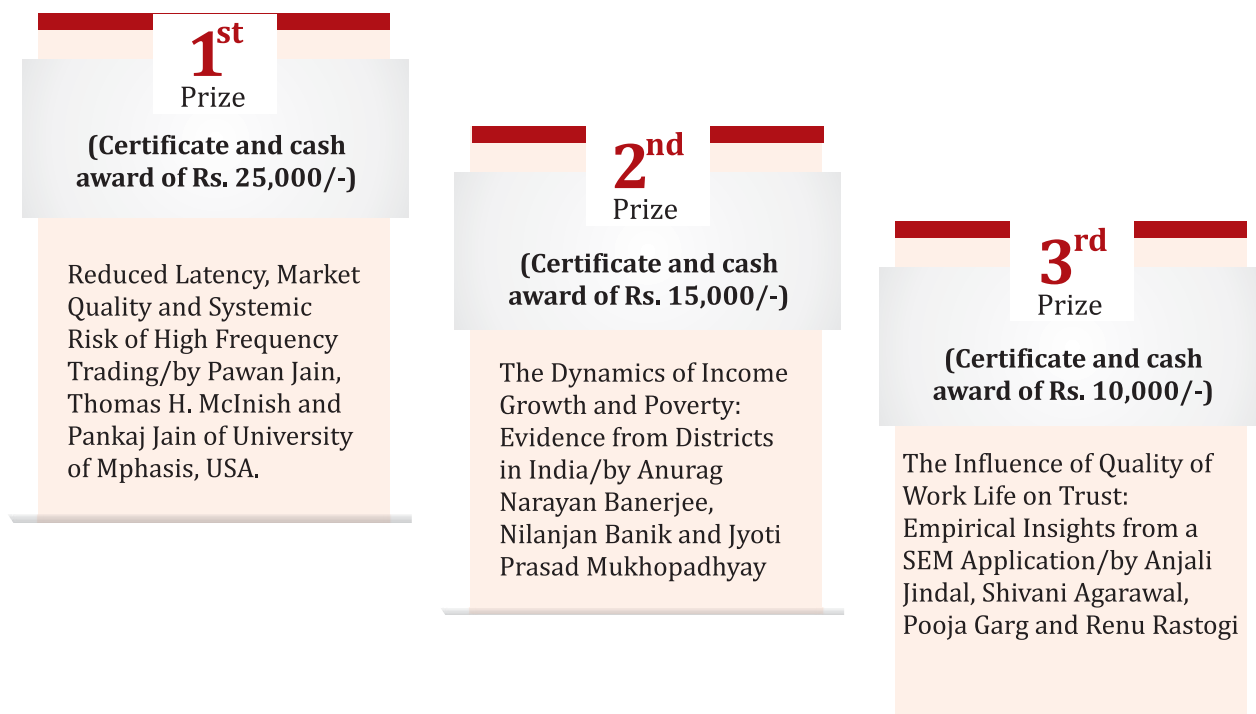 1st
Prize
(Certificate and cash
award of Rs. 25,000/-)
Reduced Latency, Market
Quality and Systemic
Risk of High Frequency
Trading/by Pawan Jain,
Thomas H. McInish and
Pankaj Jain of University
of Mphasis, USA.
2nd
Prize
(Certificate and cash
award of Rs. 15,000/-)
The Dynamics of Income
Growth and Poverty:
Evidence from Districts
in India/by Anurag
Narayan Banerjee,
Nilanjan Banik and Jyoti
Prasad Mukhopadhyay
3rd
Prize
(Certificate and cash
award of Rs. 10,000/-)
The Influence of Quality of
Work Life on Trust:
Empirical Insights from a
SEM Application/by Anjali
Jindal, Shivani Agarawal,
Pooja Garg and Renu Rastogi